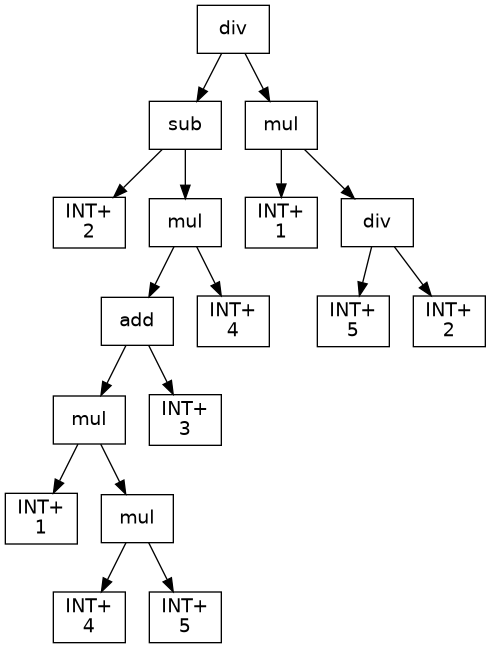 div
sub
mul
INT+
2
mul
INT+
1
div
add
INT+
4
INT+
5
INT+
2
mul
INT+
3
INT+
1
mul
INT+
4
INT+
5